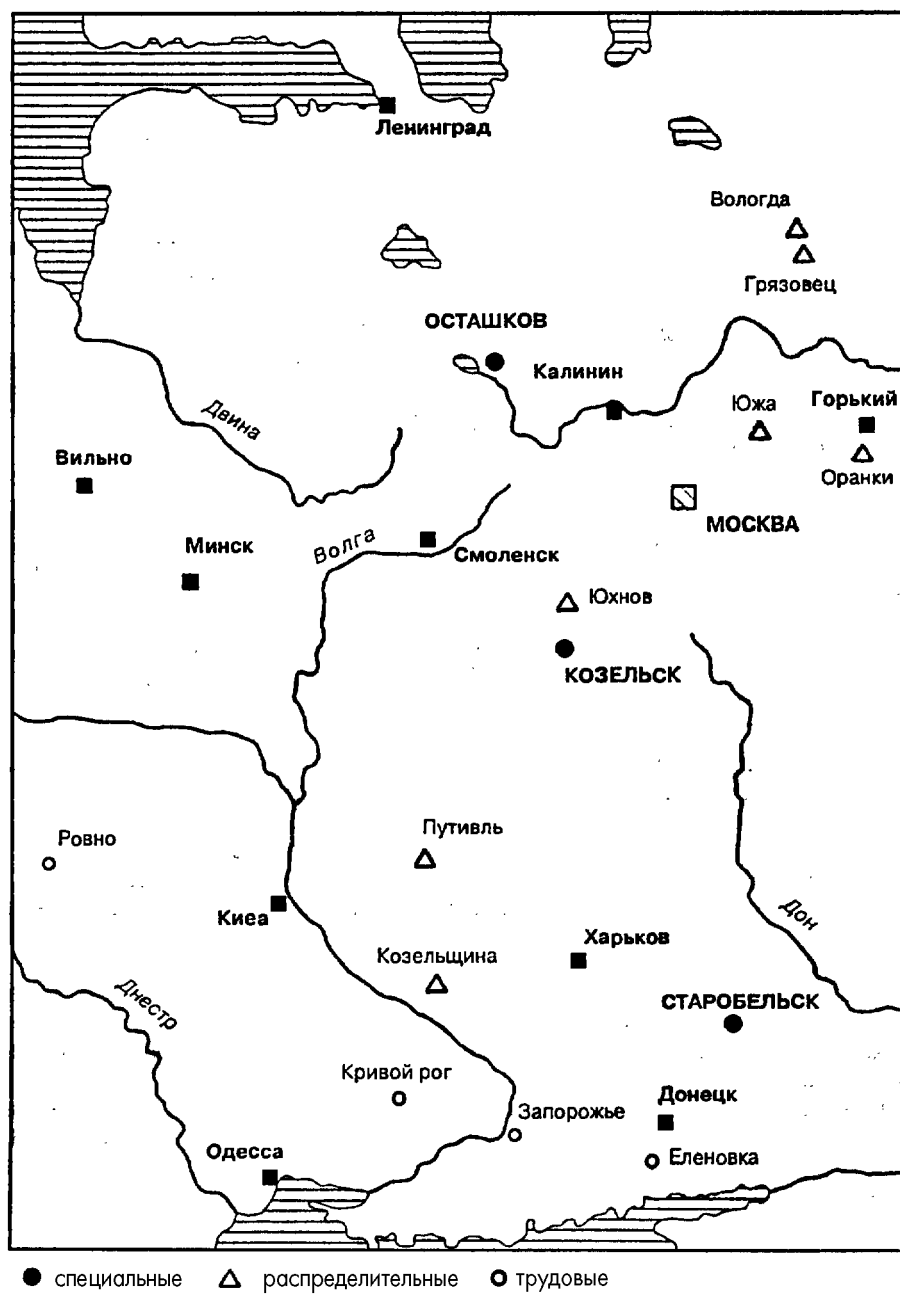 Ленинград
Вологда
Грязовец
ОСТАШКОВ
Калинин
Южа
Горький
Двина
Оранки
Вильно
МОСКВА
Волга
Минск
Смоленск
Юхнов
КОЗЕЛЬСК
Путивль
Ровно
Дон
Киеа
Харьков
Козельщина
Днестр
СТАРОБЕЛЬСК
Кривой рог
Донецк
Запорожье
Одесса
Еленовка
специальные распределительные трудовые